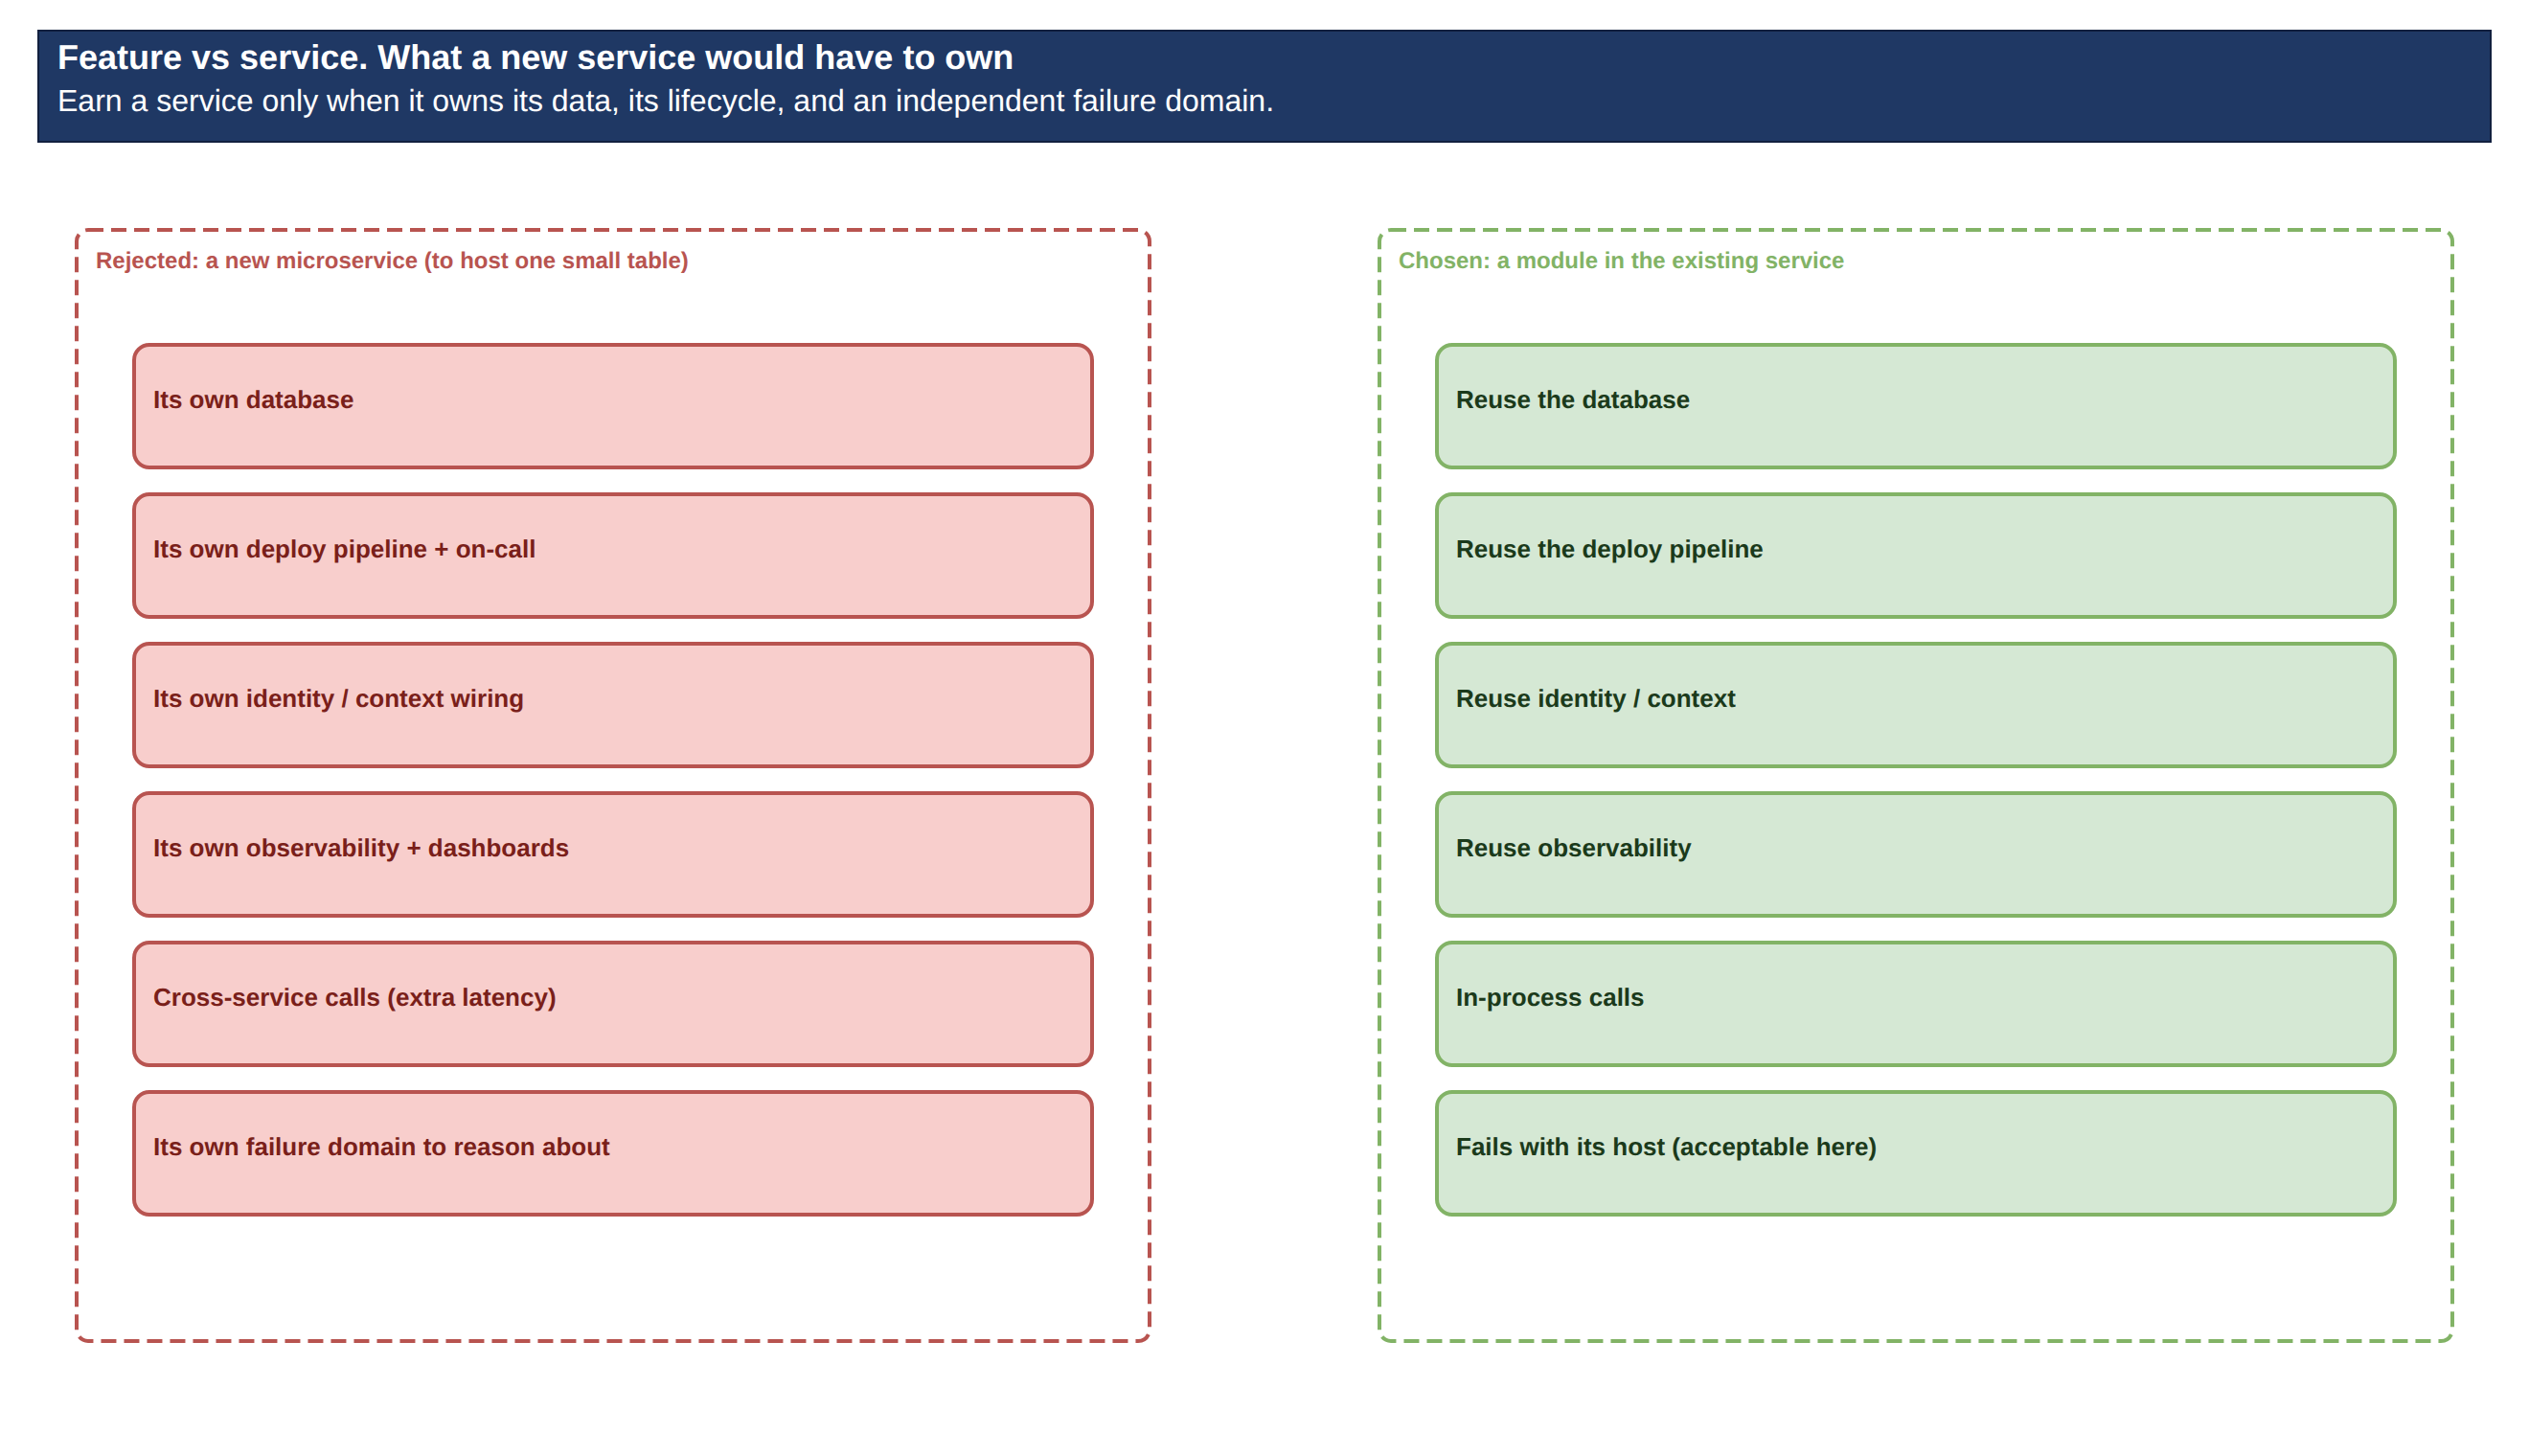 Feature vs service. What a new service would have to own
Earn a service only when it owns its data, its lifecycle, and an independent failure domain.
Rejected: a new microservice (to host one small table)
Its own database
Its own deploy pipeline + on-call
Its own identity / context wiring
Its own observability + dashboards
Cross-service calls (extra latency)
Its own failure domain to reason about
Chosen: a module in the existing service
Reuse the database
Reuse the deploy pipeline
Reuse identity / context
Reuse observability
In-process calls
Fails with its host (acceptable here)